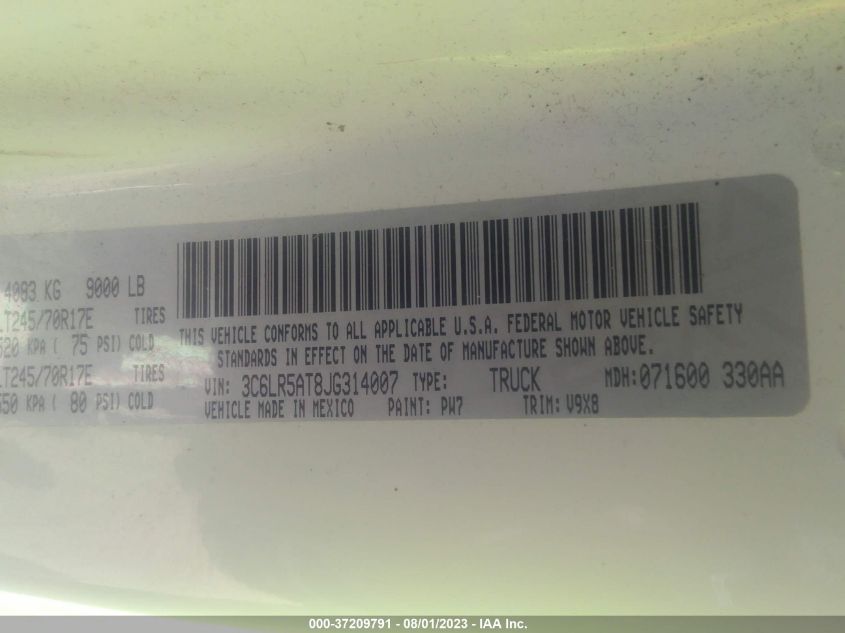 4083 KG 9000 LB
LT245/70R17E TIRES
520 KPA ( 75 PSI) COLD
LT245/70R17E TIRES
550 KPA ( 80 PSI) COLD
THIS VEHICLE CONFORMS TO ALL APPLICABLE U.S.A. FEDERAL MOTOR VEHICLE SAFETY
STANDARDS IN EFFECT ON THE DATE OF MANUFACTURE SHOWN ABOVE.
VIN: 3C6LR5AT8JG314007 TYPE: TRUCK MDH:071600 330AA
VEHICLE MADE IN MEXICO PAINT: PW7 TRIM: V9X8
000-37209791 - 08/01/2023 - IAA Inc.